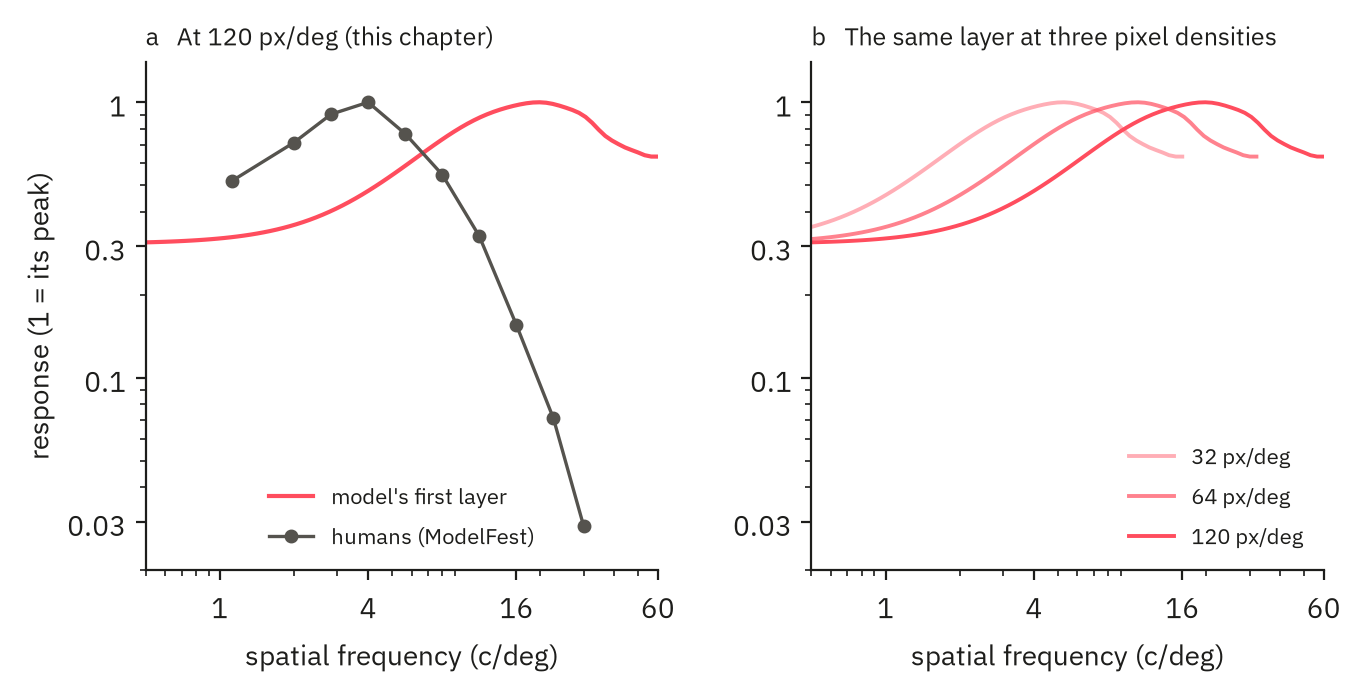 a At 120 px/deg (this chapter)
1
0.3
0.1
0.03
response (1 = its peak)
model's first layer
humans (ModelFest)
1 4 16 60
spatial frequency (c/deg)
b The same layer at three pixel densities
1
0.3
0.1
0.03
32 px/deg
64 px/deg
120 px/deg
1 4 16 60
spatial frequency (c/deg)